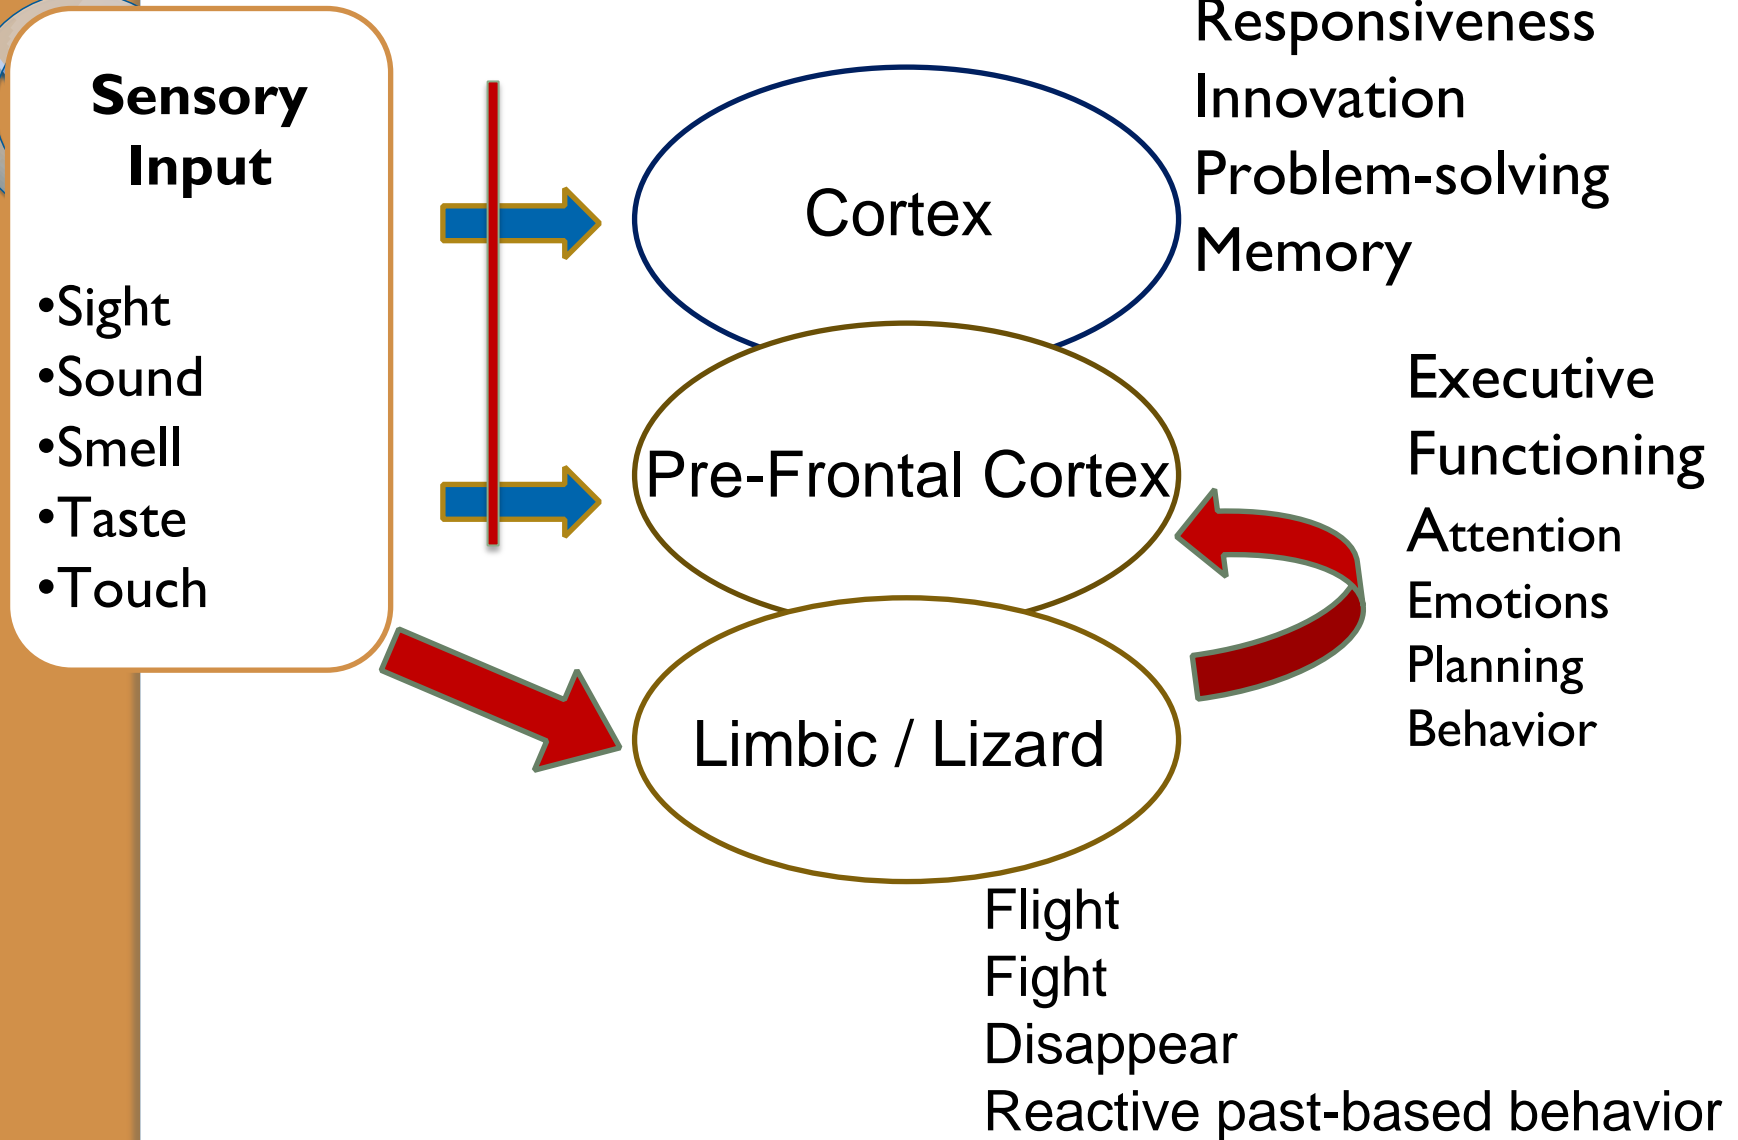 Sensory
Input
•Sight
•Sound
•Smell
•Taste
•Touch
Cortex
Pre-Frontal Cortex
Limbic / Lizard
Responsiveness
Innovation
Problem-solving
Memory
Executive
Functioning
Attention
Emotions
Planning
Behavior
Flight
Fight
Disappear
Reactive past-based behavior